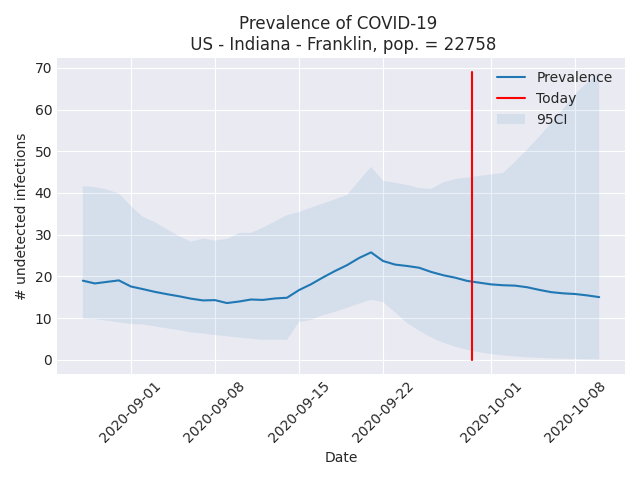 Prevalence of COVID-19
US - Indiana - Franklin, pop. = 22758
Prevalence
Today
95CI
# undetected infections
70
60
50
40
30
20
10
0
2020-09-01
2020-09-08
2020-09-15
2020-09-22
2020-10-01
2020-10-08
Date